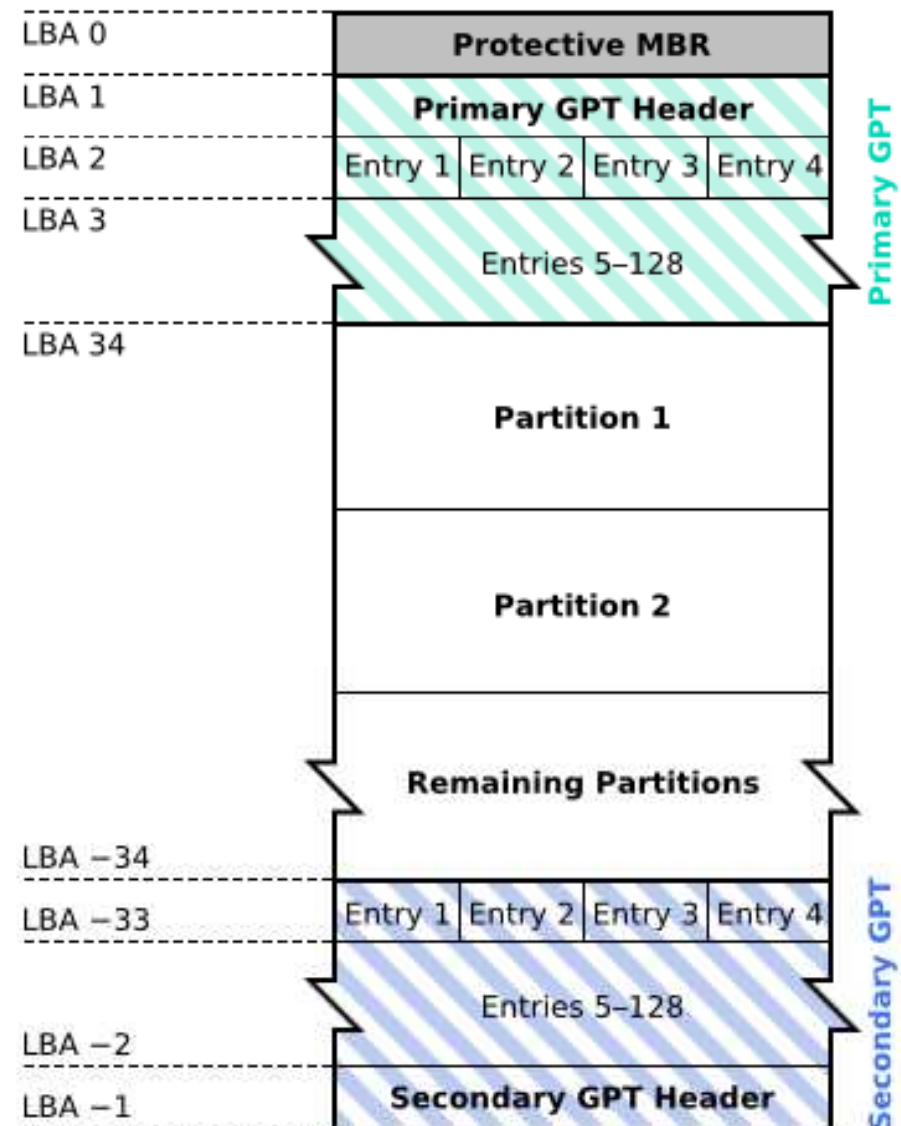 LBA 0
Protective MBR
LBA 1
Primary GPT Header
LBA 2
Entry 1 Entry 2 Entry 3 Entry 4
LBA 3
Entries 5–128
Primary GPT
LBA 34
Partition 1
Partition 2
Remaining Partitions
LBA −34
LBA −33
Entry 1 Entry 2 Entry 3 Entry 4
Entries 5–128
LBA −2
Secondary GPT Header
LBA −1
Secondary GPT